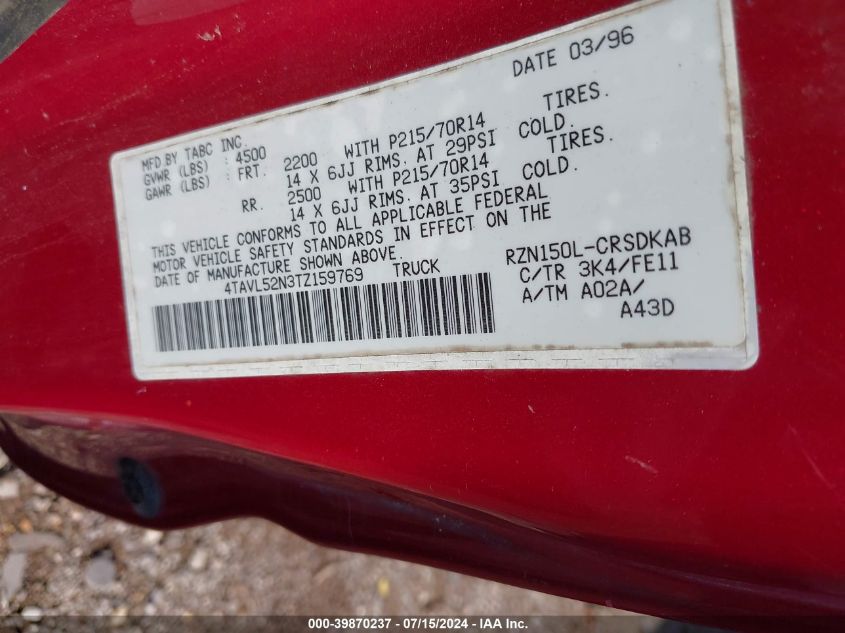 DATE 03/96
MFD.BY TABC INC.
GVWR (LBS) : 4500
GAWR (LBS) : FRT. 2200 WITH P215/70R14 TIRES.
14 X 6JJ RIMS. AT 29PSI COLD.
RR. 2500 WITH P215/70R14 TIRES.
14 X 6JJ RIMS. AT 35PSI COLD.
THIS VEHICLE CONFORMS TO ALL APPLICABLE FEDERAL
MOTOR VEHICLE SAFETY STANDARDS IN EFFECT ON THE
DATE OF MANUFACTURE SHOWN ABOVE.
4TAVL52N3TZ159769 TRUCK
RZN150L-CRSDKAB
C/TR 3K4/FE11
A/TM A02A/
A43D
000-39870237 - 07/15/2024 - IAAI.com